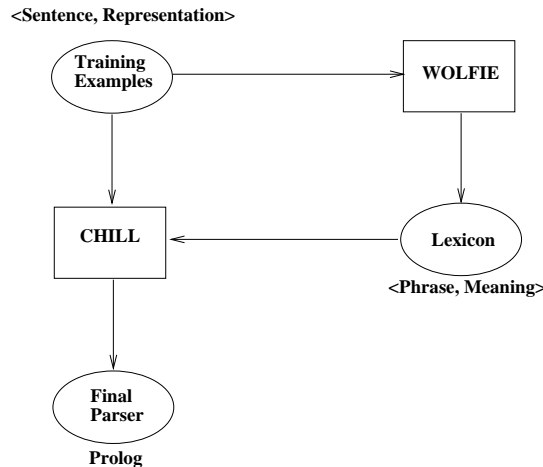 <Sentence, Representation>
Training
Examples
WOLFIE
CHILL
Lexicon
<Phrase, Meaning>
Final
Parser
Prolog